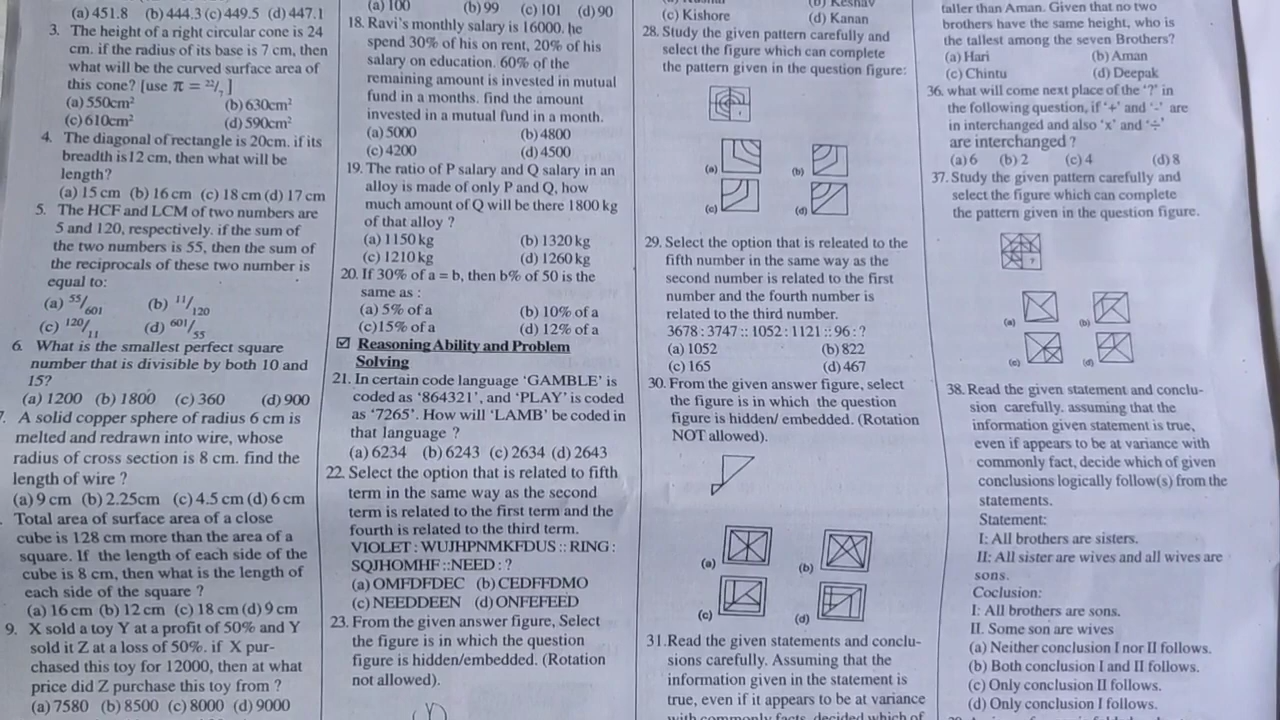 (a) 451.8 (b) 444.3 (c) 449.5 (d) 447.1
3. The height of a right circular cone is 24
cm. if the radius of its base is 7 cm, then
what will be the curved surface area of
this cone? [use π = 22/7 ]
(a) 550cm² (b) 630cm²
(c) 610cm² (d) 590cm²
4. The diagonal of rectangle is 20cm. if its
breadth is 12 cm, then what will be
length?
(a) 15 cm (b) 16 cm (c) 18 cm (d) 17 cm
5. The HCF and LCM of two numbers are
5 and 120, respectively. if the sum of
the two numbers is 55, then the sum of
the reciprocals of these two number is
equal to:
(a) 55/601 (b) 11/120
(c) 120/11 (d) 601/55
6. What is the smallest perfect square
number that is divisible by both 10 and
15?
(a) 1200 (b) 1800 (c) 360 (d) 900
7. A solid copper sphere of radius 6 cm is
melted and redrawn into wire, whose
radius of cross section is 8 cm. find the
length of wire ?
(a) 9 cm (b) 2.25cm (c) 4.5 cm (d) 6 cm
Total area of surface area of a close
cube is 128 cm more than the area of a
square. If the length of each side of the
cube is 8 cm, then what is the length of
each side of the square ?
(a) 16 cm (b) 12 cm (c) 18 cm (d) 9 cm
9. X sold a toy Y at a profit of 50% and Y
sold it Z at a loss of 50%. if X pur-
chased this toy for 12000, then at what
price did Z purchase this toy from ?
(a) 7580 (b) 8500 (c) 8000 (d) 9000
(a) 100 (b) 99 (c) 101 (d) 90
18. Ravi's monthly salary is 16000. he
spend 30% of his on rent, 20% of his
salary on education. 60% of the
remaining amount is invested in mutual
fund in a months. find the amount
invested in a mutual fund in a month.
(a) 5000 (b) 4800
(c) 4200 (d) 4500
19. The ratio of P salary and Q salary in an
alloy is made of only P and Q, how
much amount of Q will be there 1800 kg
of that alloy ?
(a) 1150 kg (b) 1320 kg
(c) 1210 kg (d) 1260 kg
20. If 30% of a = b, then b% of 50 is the
same as :
(a) 5% of a (b) 10% of a
(c)15% of a (d) 12% of a
Reasoning Ability and Problem
Solving
21. In certain code language 'GAMBLE' is
coded as '864321', and 'PLAY' is coded
as '7265'. How will 'LAMB' be coded in
that language ?
(a) 6234 (b) 6243 (c) 2634 (d) 2643
22. Select the option that is related to fifth
term in the same way as the second
term is related to the first term and the
fourth is related to the third term.
VIOLET : WUJHPNMKFDUS :: RING :
SQJHOMHF ::NEED : ?
(a) OMFDFDEC (b) CEDFFDMO
(c) NEEDDEEN (d) ONFEFEED
23. From the given answer figure, Select
the figure is in which the question
figure is hidden/embedded. (Rotation
not allowed).
(b) Keshav
(c) Kishore (d) Kanan
28. Study the given pattern carefully and
select the figure which can complete
the pattern given in the question figure:
(a) (b)
(c) (d)
29. Select the option that is releated to the
fifth number in the same way as the
second number is related to the first
number and the fourth number is
related to the third number.
3678 : 3747 :: 1052 : 1121 :: 96 : ?
(a) 1052 (b) 822
(c) 165 (d) 467
30. From the given answer figure, select
the figure is in which the question
figure is hidden/ embedded. (Rotation
NOT allowed).
(a) (b)
(c) (d)
31.Read the given statements and conclu-
sions carefully. Assuming that the
information given in the statement is
true, even if it appears to be at variance
with commonly facts, decided which of
taller than Aman. Given that no two
brothers have the same height, who is
the tallest among the seven Brothers?
(a) Hari (b) Aman
(c) Chintu (d) Deepak
36. what will come next place of the '?' in
the following question, if '+' and '-' are
in interchanged and also 'x' and '÷'
are interchanged ?
(a) 6 (b) 2 (c) 4 (d) 8
37. Study the given pattern carefully and
select the figure which can complete
the pattern given in the question figure.
?
(a) (b)
(c) (d)
38. Read the given statement and conclu-
sion carefully. assuming that the
information given statement is true,
even if appears to be at variance with
commonly fact, decide which of given
conclusions logically follow(s) from the
statements.
Statement:
I: All brothers are sisters.
II: All sister are wives and all wives are
sons.
Coclusion:
I: All brothers are sons.
II. Some son are wives
(a) Neither conclusion I nor II follows.
(b) Both conclusion I and II follows.
(c) Only conclusion II follows.
(d) Only conclusion I follows.